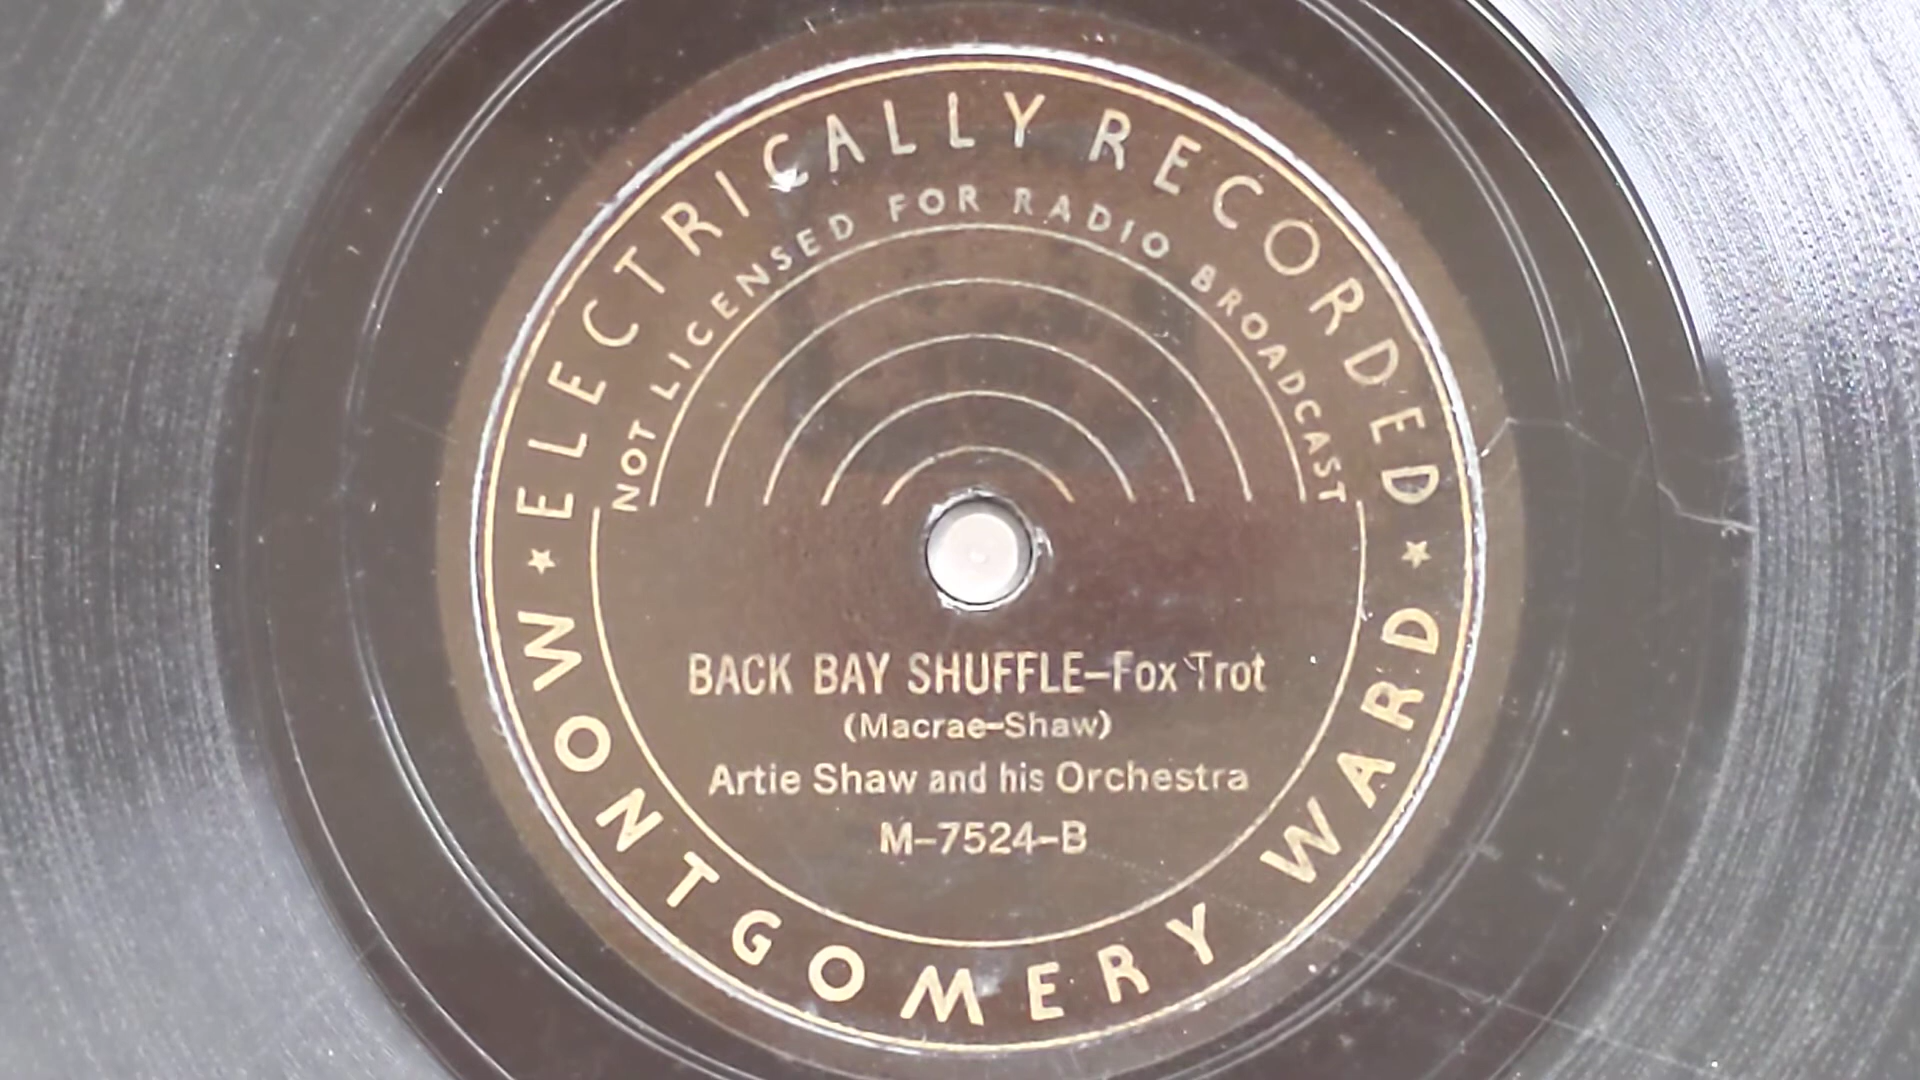 ELECTRICALLY RECORDED
NOT LICENSED FOR RADIO BROADCAST
BACK BAY SHUFFLE–Fox Trot
(Macrae–Shaw)
Artie Shaw and his Orchestra
M–7524–B
★ MONTGOMERY WARD ★